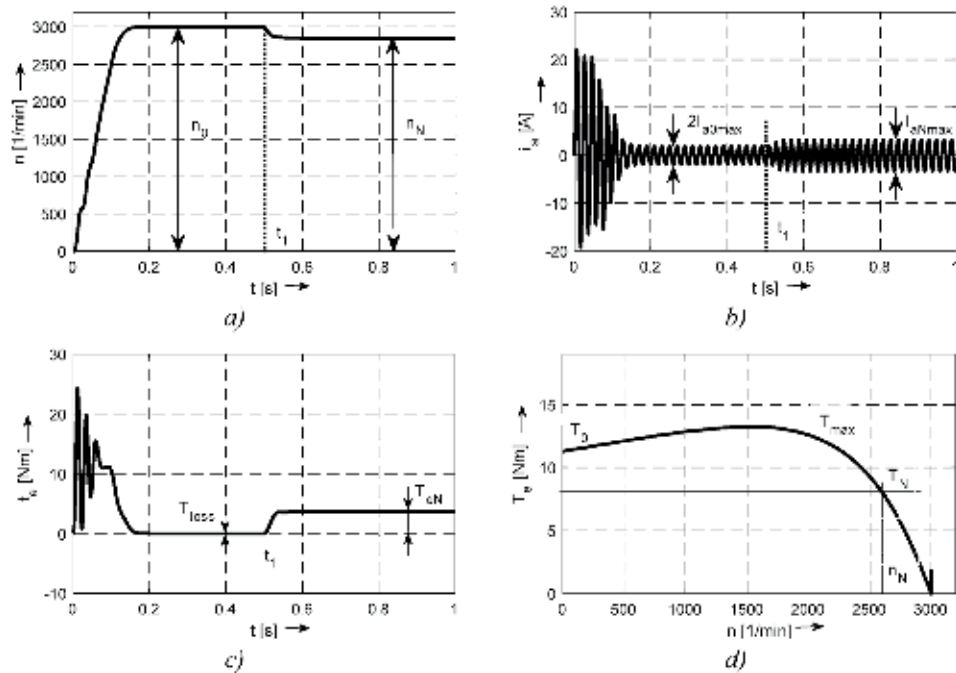 3000
2500
2000
1500
1000
500
0
n [1/min]
n0
nN
t1
0
0.2
0.4
0.6
0.8
1
t [s]
a)
30
20
10
0
-10
-20
ia [A]
2Ia0max
IaNmax
t1
0
0.2
0.4
0.6
0.8
1
t [s]
b)
30
20
10
0
-10
te [Nm]
Tloss
TeN
t1
0
0.2
0.4
0.6
0.8
1
t [s]
c)
15
10
5
0
Te [Nm]
T0
Tmax
TN
nN
0
500
1000
1500
2000
2500
3000
n [1/min]
d)